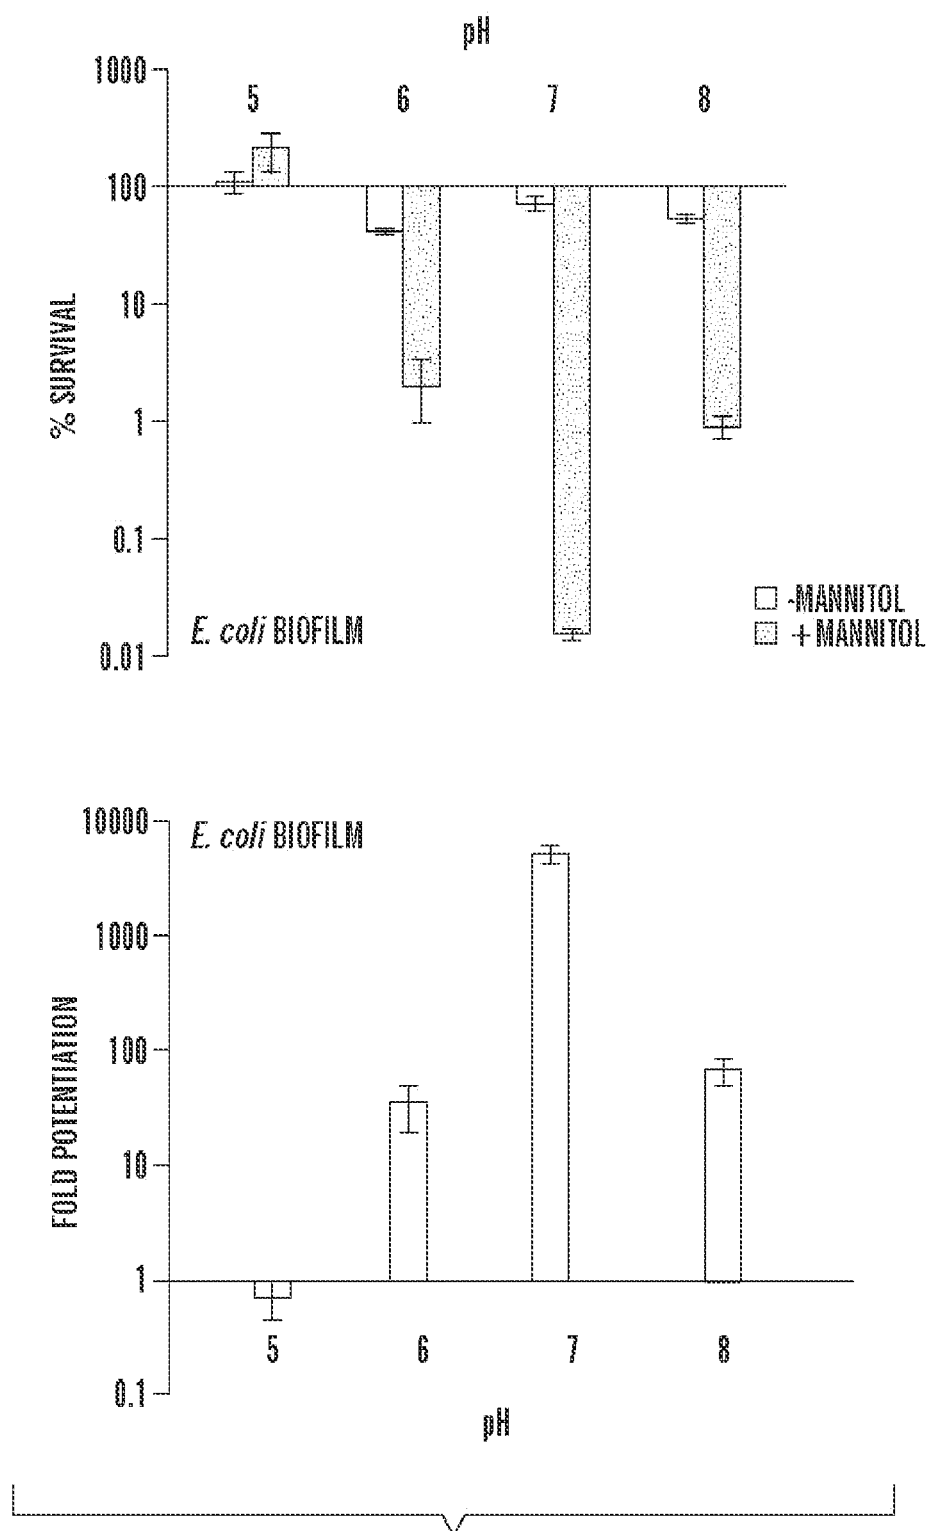 pH
1000
5 6 7 8
100
10
% SURVIVAL
1
0.1
-MANNITOL
E. coli BIOFILM
+MANNITOL
0.01
10000
E. coli BIOFILM
1000
FOLD POTENTIATION
100
10
1
5 6 7 8
0.1
pH